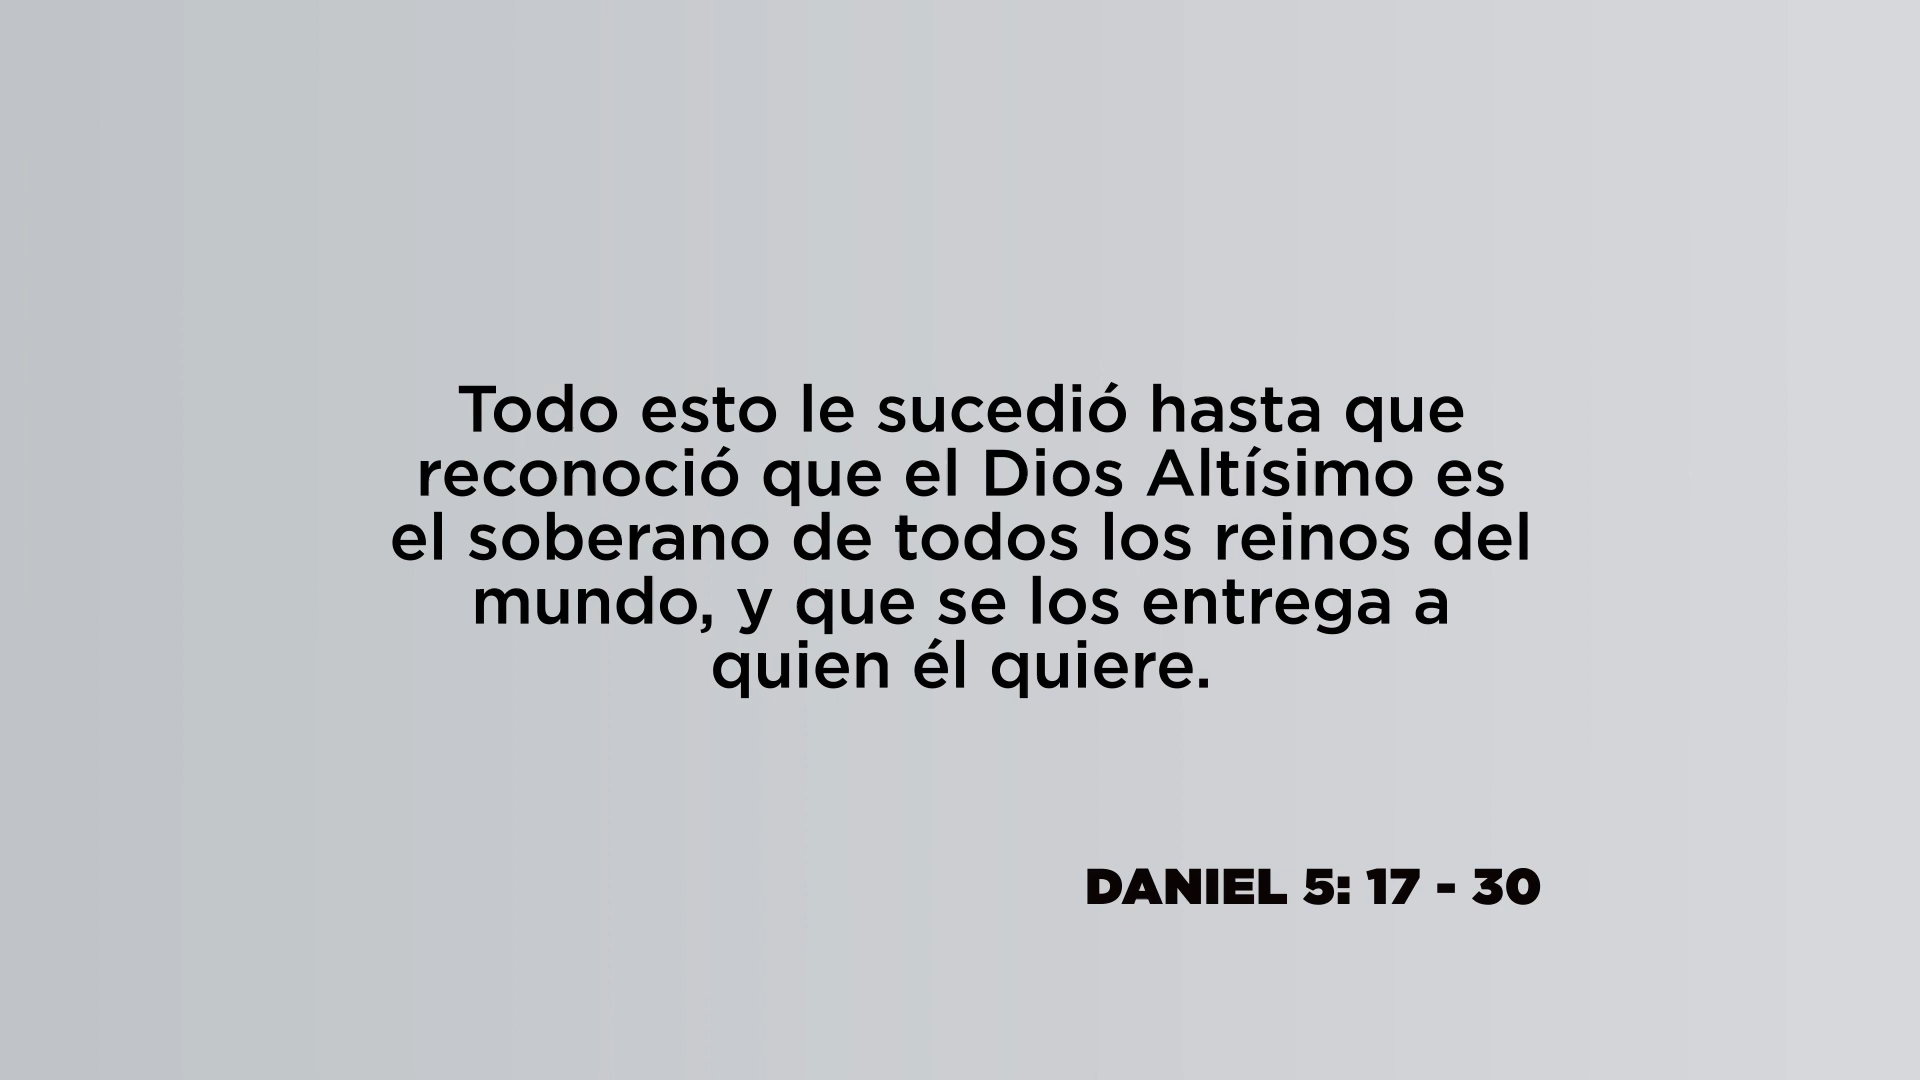 Todo esto le sucedió hasta que
reconoció que el Dios Altísimo es
el soberano de todos los reinos del
mundo, y que se los entrega a
quien él quiere.
DANIEL 5: 17 - 30